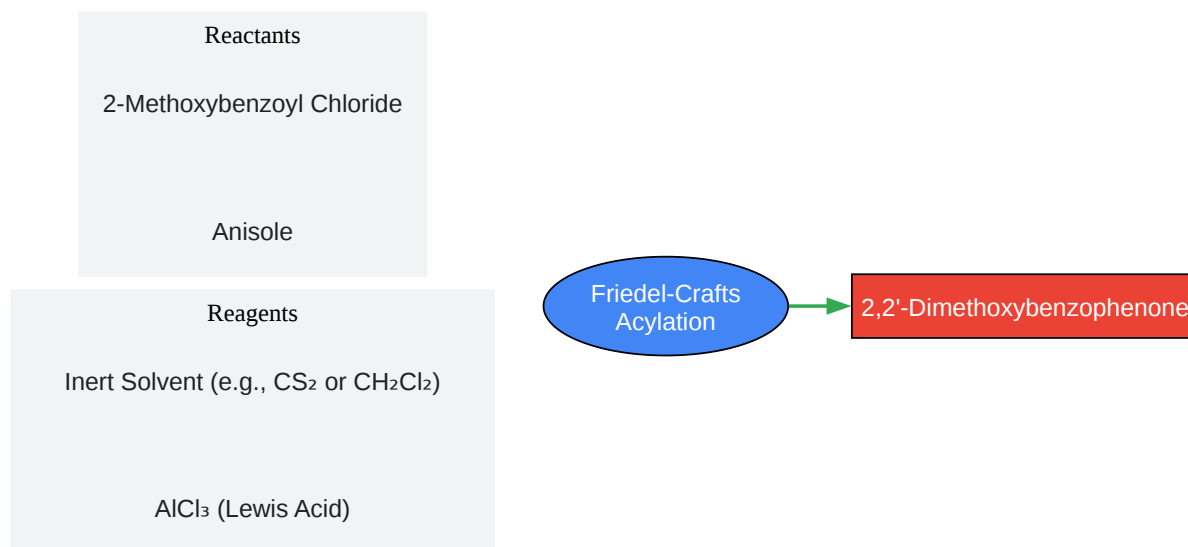 Reactants
2-Methoxybenzoyl Chloride
Anisole
Reagents
Inert Solvent (e.g., CS₂ or CH₂Cl₂)
AlCl₃ (Lewis Acid)
Friedel-Crafts
Acylation
2,2'-Dimethoxybenzophenone